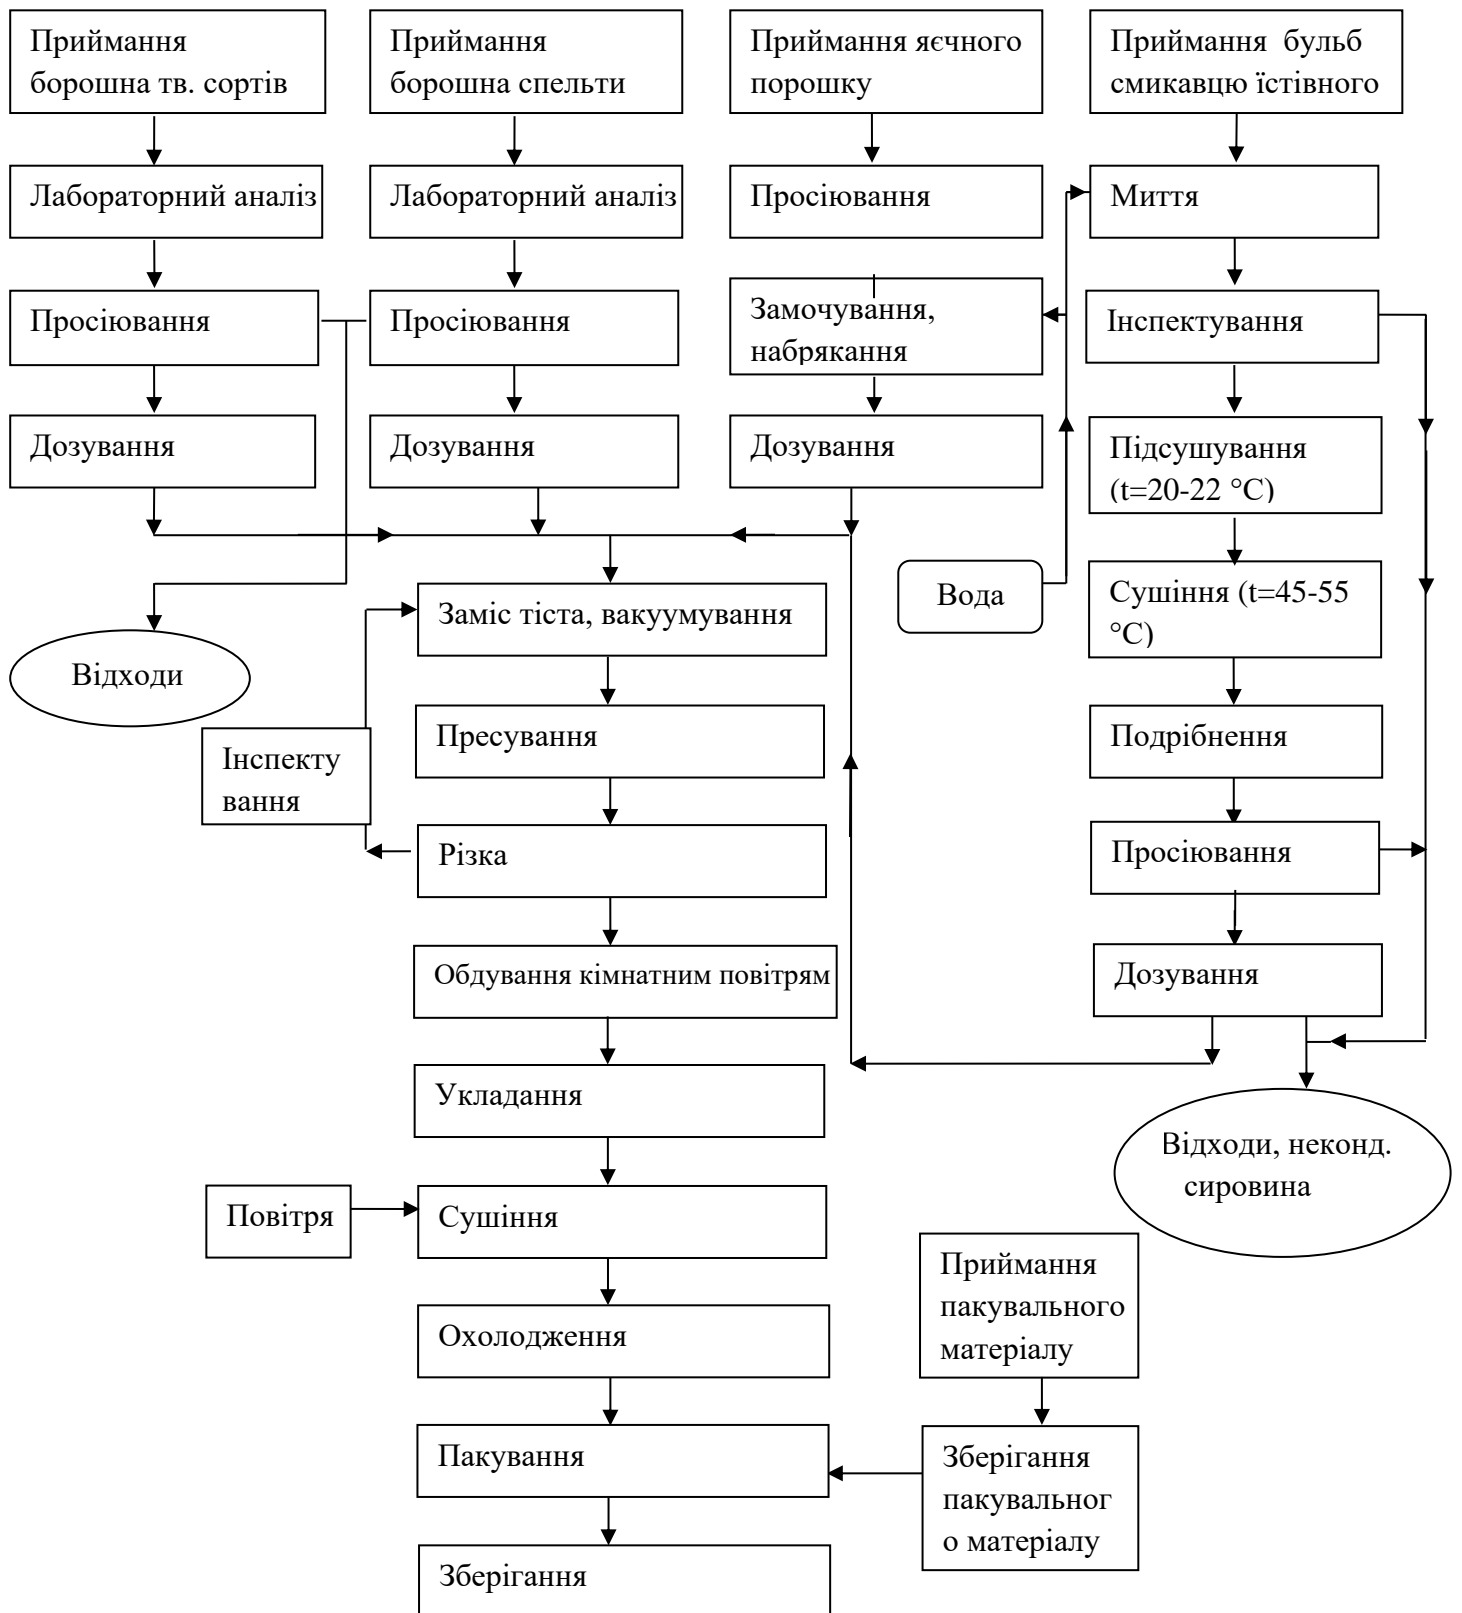 Приймання
борошна тв. сортів
Приймання
борошна спельти
Приймання яєчного
порошку
Приймання бульб
смикавцю їстівного
Лабораторний аналіз
Лабораторний аналіз
Просіювання
Миття
Просіювання
Просіювання
Замочування,
набрякання
Інспектування
Дозування
Дозування
Дозування
Підсушування
(t=20-22 °C)
Вода
Сушіння (t=45-55
°C)
Заміс тіста, вакуумування
Відходи
Пресування
Подрібнення
Інспекту
вання
Різка
Просіювання
Обдування кімнатним повітрям
Дозування
Укладання
Відходи, неконд.
сировина
Повітря
Сушіння
Приймання
пакувального
матеріалу
Охолодження
Пакування
Зберігання
пакувальног
о матеріалу
Зберігання